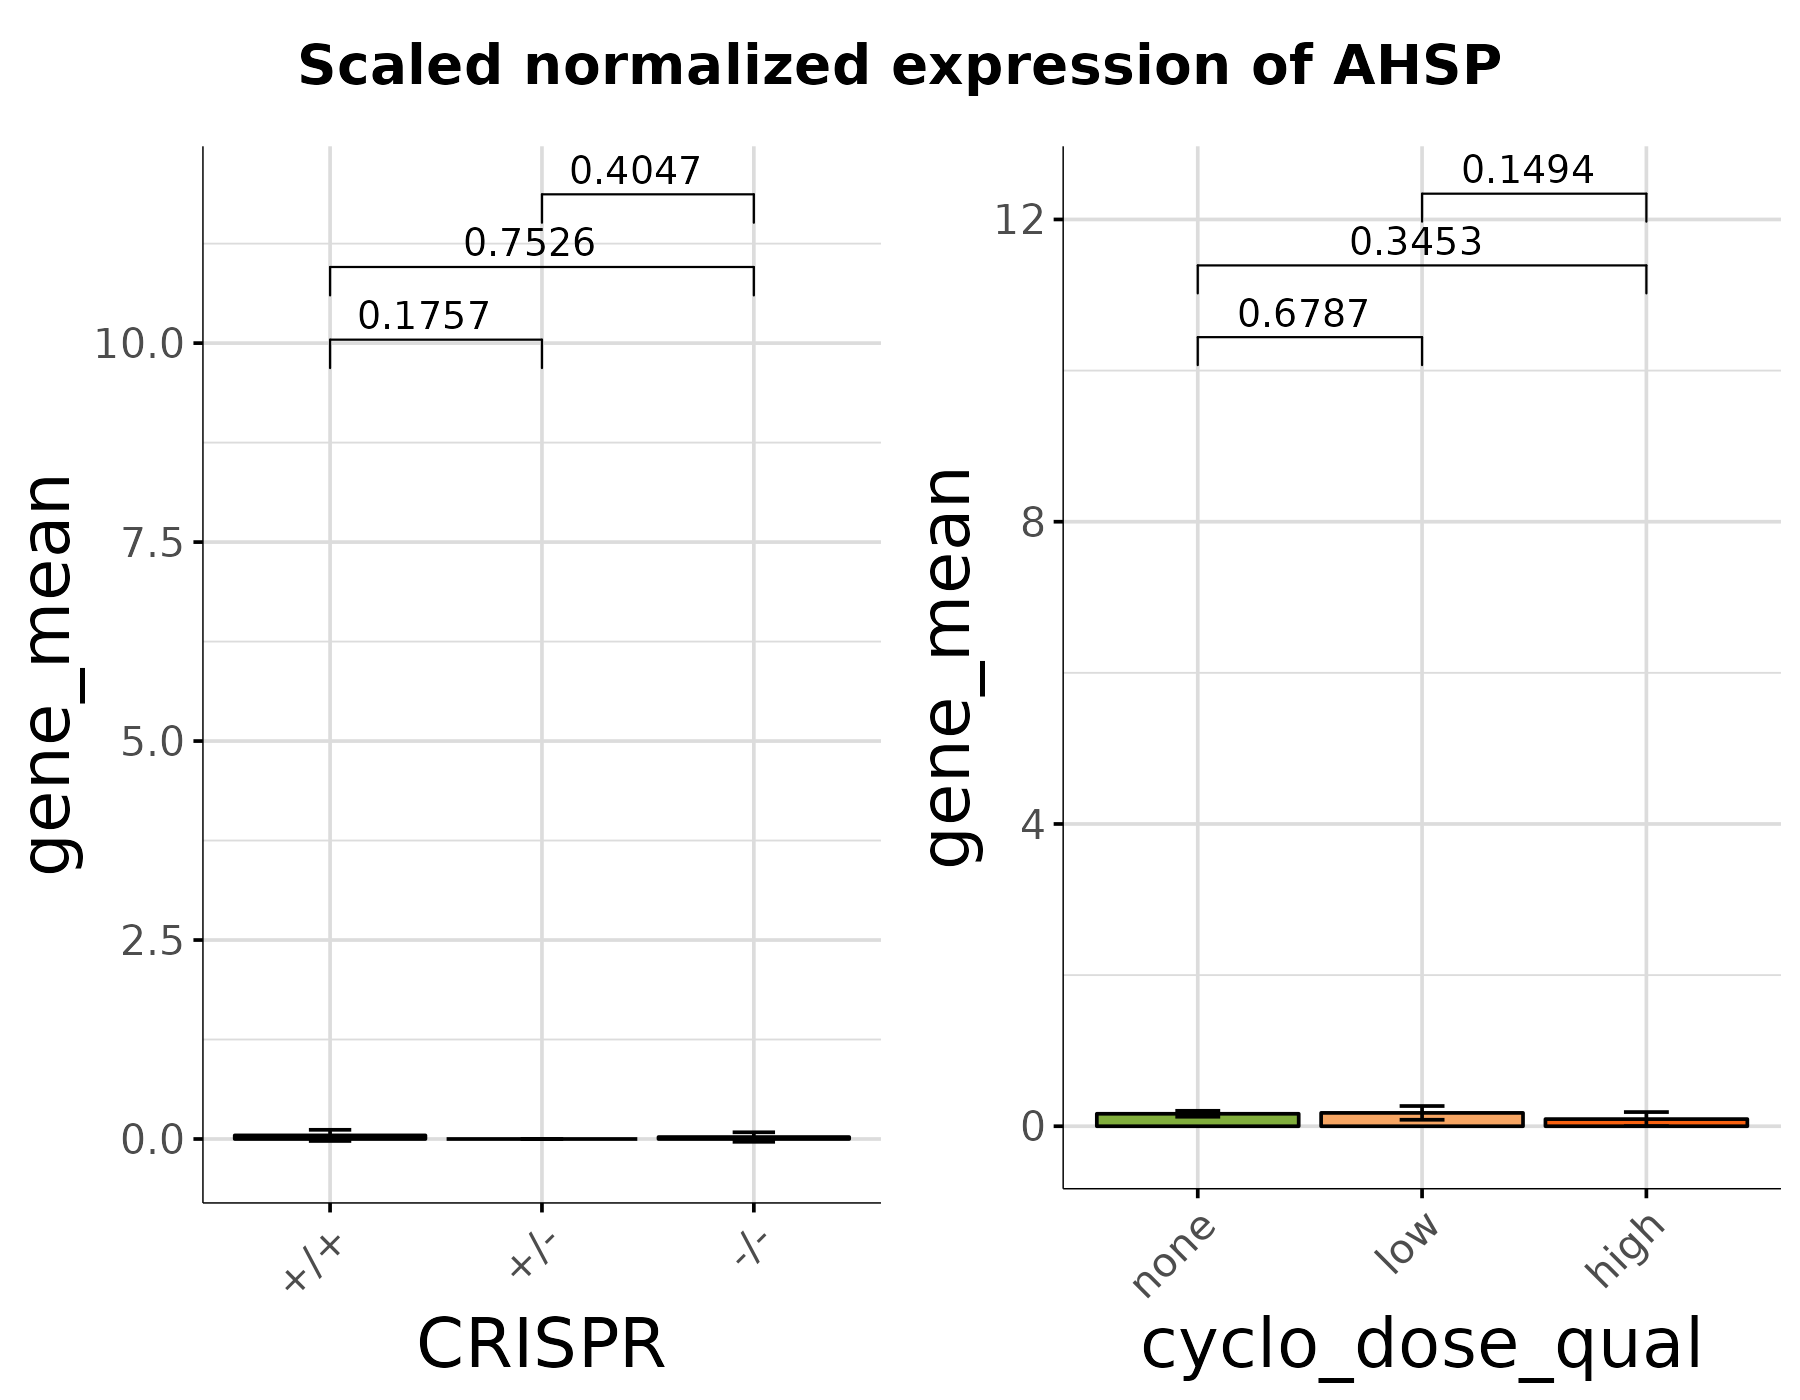 Scaled normalized expression of AHSP
gene_mean
10.0
7.5
5.0
2.5
0.0
0.4047
0.7526
0.1757
+/+
+/-
-/-
CRISPR
gene_mean
12
8
4
0
0.1494
0.3453
0.6787
none
low
high
cyclo_dose_qual